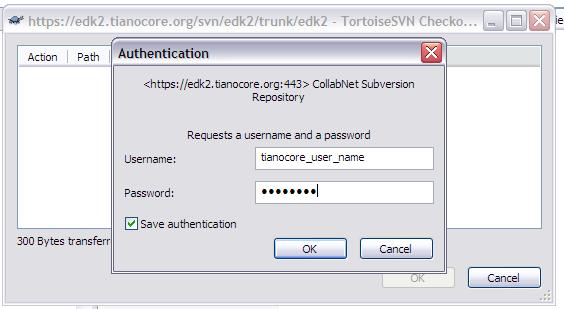 https://edk2.tianocore.org/svn/edk2/trunk/edk2 - TortoiseSVN Checko...
Action Path
Authentication
<https://edk2.tianocore.org:443> CollabNet Subversion
Repository
Requests a username and a password
Username: tianocore_user_name
Password: ●●●●●●●●
Save authentication
300 Bytes transferr
OK Cancel
OK Cancel